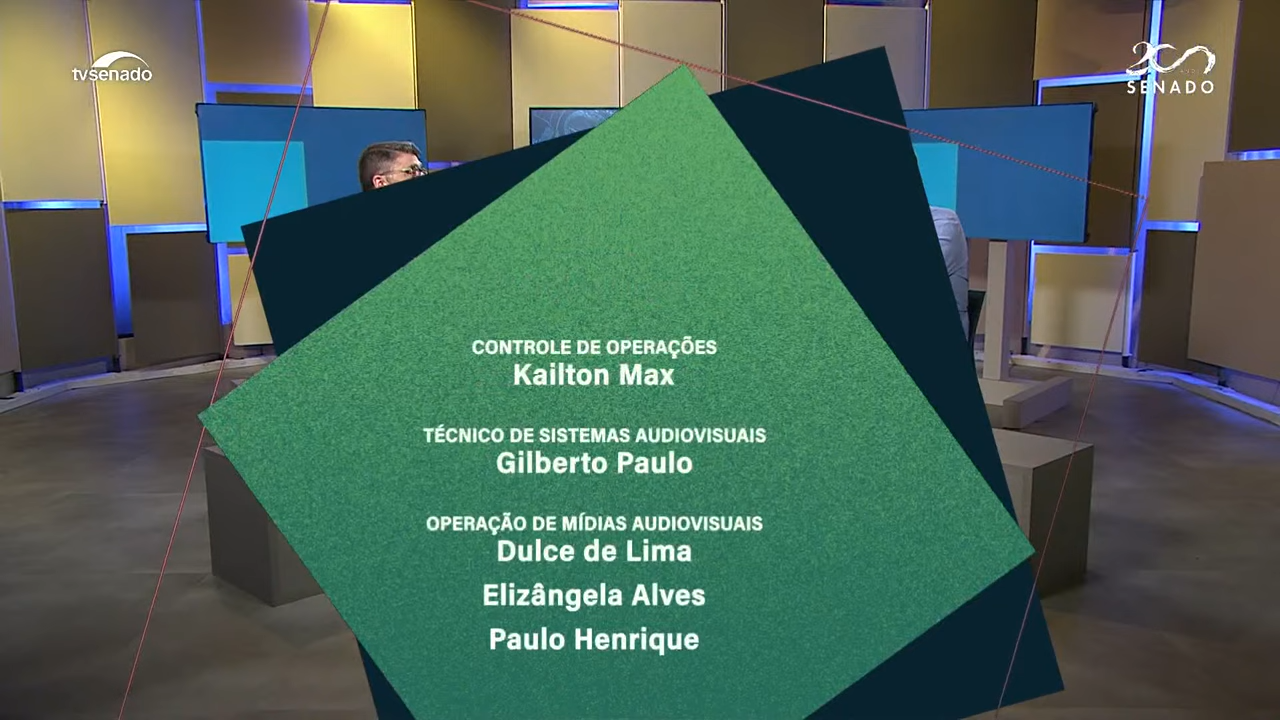 tvsenado
200
SENADO
CONTROLE DE OPERAÇÕES
Kailton Max
TÉCNICO DE SISTEMAS AUDIOVISUAIS
Gilberto Paulo
OPERAÇÃO DE MÍDIAS AUDIOVISUAIS
Dulce de Lima
Elizângela Alves
Paulo Henrique